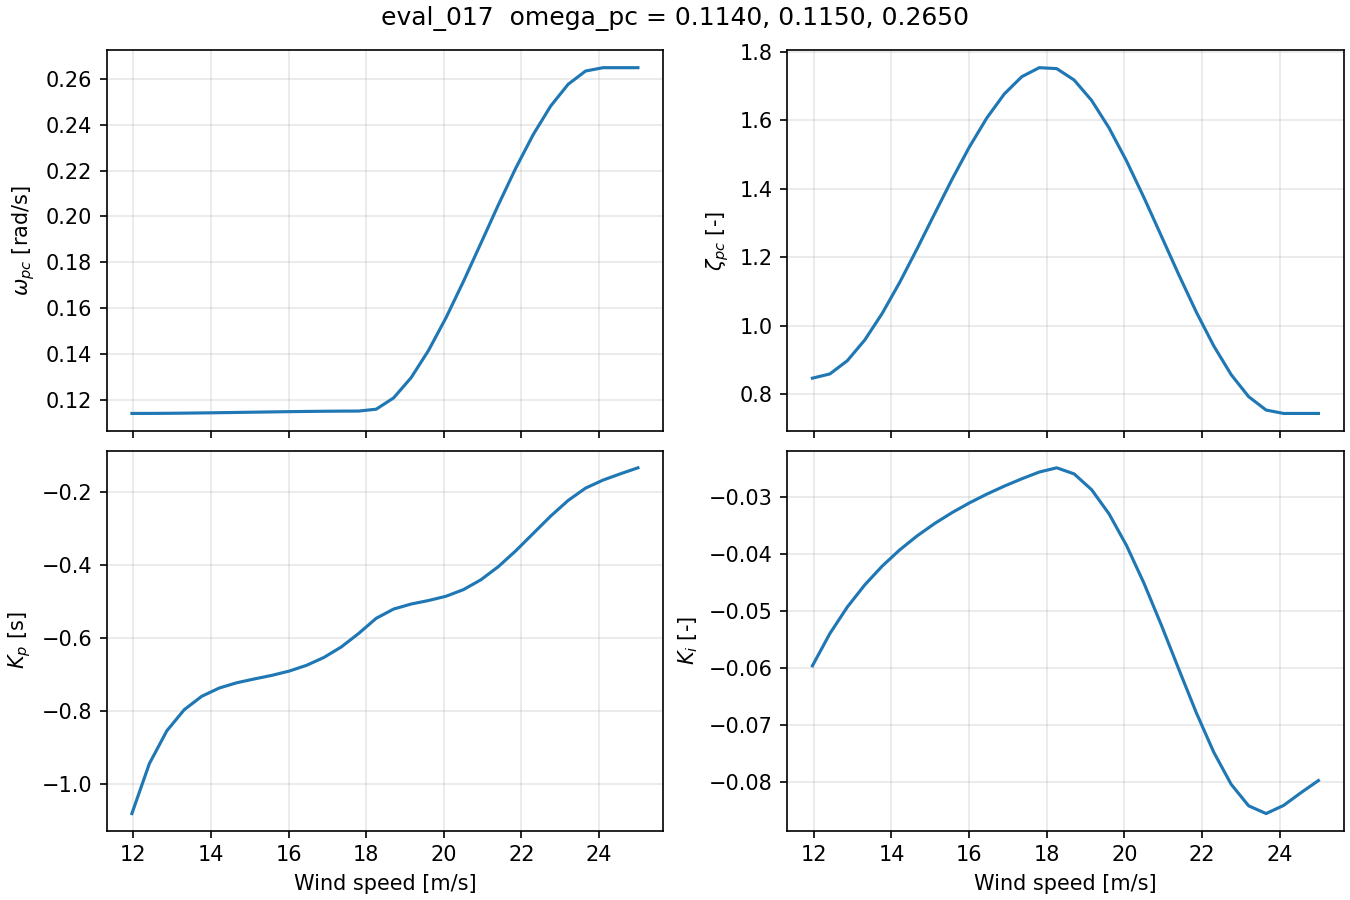 eval_017  omega_pc = 0.1140, 0.1150, 0.2650
ω_pc [rad/s]
0.26
0.24
0.22
0.20
0.18
0.16
0.14
0.12
ζ_pc [-]
1.8
1.6
1.4
1.2
1.0
0.8
K_p [s]
−0.2
−0.4
−0.6
−0.8
−1.0
12 14 16 18 20 22 24
Wind speed [m/s]
K_i [-]
−0.03
−0.04
−0.05
−0.06
−0.07
−0.08
12 14 16 18 20 22 24
Wind speed [m/s]